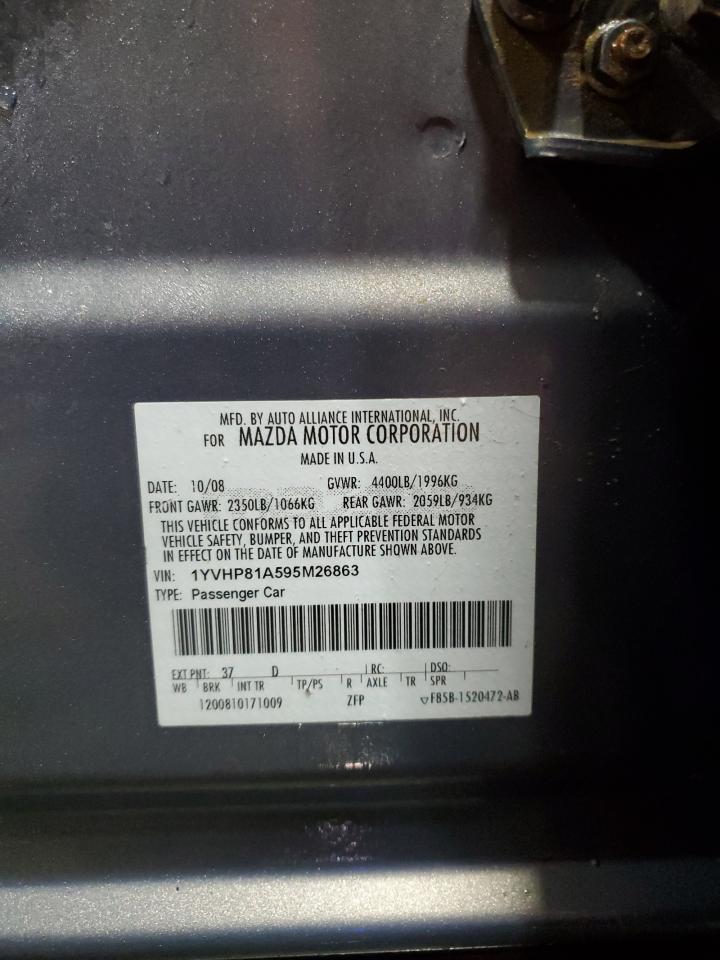 MFD. BY AUTO ALLIANCE INTERNATIONAL, INC.
FOR MAZDA MOTOR CORPORATION
MADE IN U.S.A.
DATE: 10/08 GVWR: 4400LB/1996KG
FRONT GAWR: 2350LB/1066KG REAR GAWR: 2059LB/934KG
THIS VEHICLE CONFORMS TO ALL APPLICABLE FEDERAL MOTOR
VEHICLE SAFETY, BUMPER, AND THEFT PREVENTION STANDARDS
IN EFFECT ON THE DATE OF MANUFACTURE SHOWN ABOVE.
VIN: 1YVHP81A595M26863
TYPE: Passenger Car
EXT PNT: 37 D RC: DSO:
WB BRK INT TR TP/PS R AXLE TR SPR
1200810171009 ZFP ▽F85B-1520472-AB